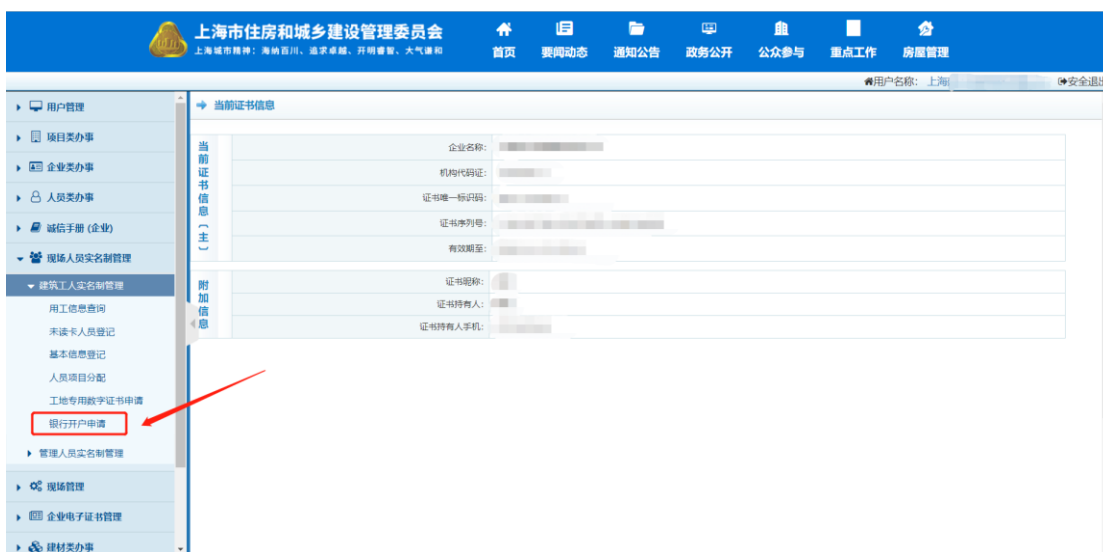 上海市住房和城乡建设管理委员会
上海城市精神：海纳百川、追求卓越、开明睿智、大气谦和
首页 要闻动态 通知公告 政务公开 公众参与 重点工作 房屋管理
用户名称： 上海
安全退出
用户管理
项目类办事
企业类办事
人员类办事
诚信手册 (企业)
现场人员实名制管理
建筑工人实名制管理
用工信息查询
未读卡人员登记
基本信息登记
人员项目分配
工地专用数字证书申请
银行开户申请
管理人员实名制管理
现场管理
企业电子证书管理
建材类办事
当前证书信息
当前证书信息（主）
企业名称:
机构代码证:
证书唯一标识码:
证书序列号:
有效期至:
附加信息
证书昵称:
证书持有人:
证书持有人手机: